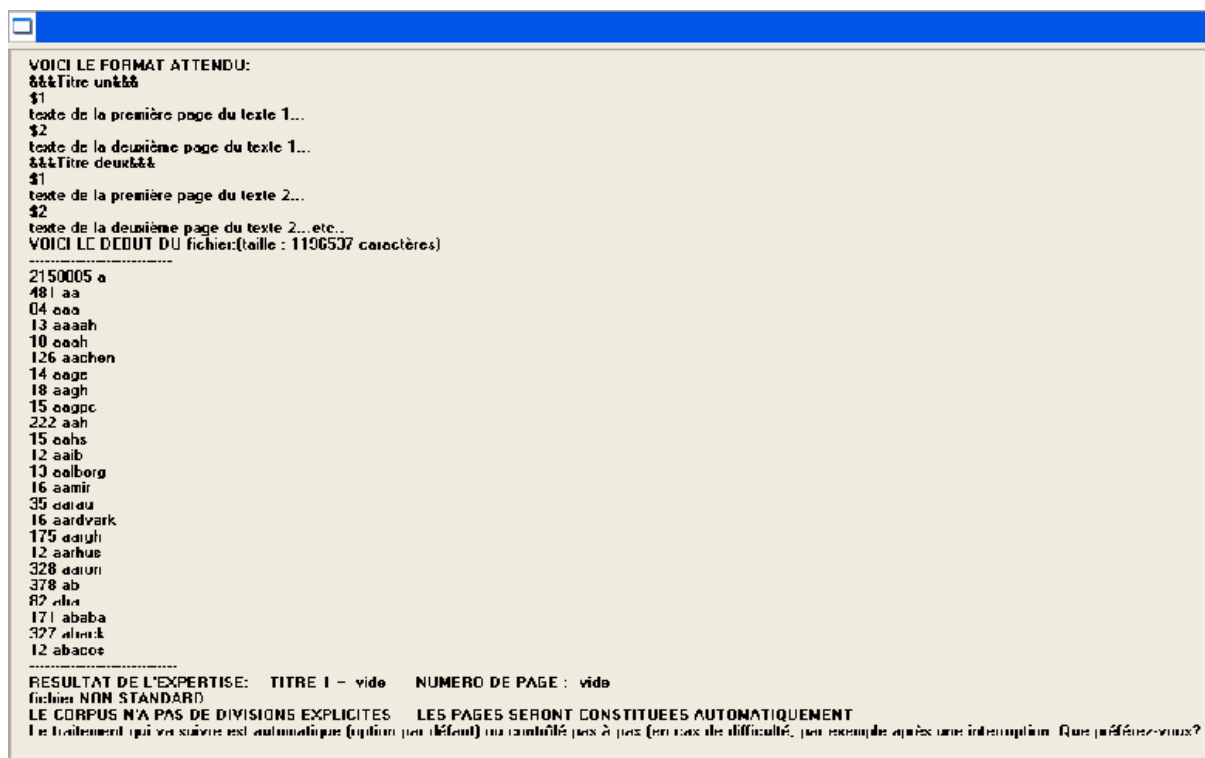 VOICI LE FORMAT ATTENDU:
&&&Titre un&&&
$1
texte de la première page du texte 1...
$2
texte de la deuxième page du texte 1...
&&&Titre deux&&&
$1
texte de la première page du texte 2...
$2
texte de la deuxième page du texte 2...etc..
VOICI LE DEBUT DU fichier:(taille : 1196537 caractères)
----------------------------
2150005 a
481 aa
84 aaa
13 aaaah
10 aaah
126 aachen
14 aage
18 aagh
15 aagpc
222 aah
15 aahs
12 aaib
13 aalborg
16 aamir
35 aarau
16 aardvark
175 aargh
12 aarhus
328 aaron
378 ab
82 aba
171 ababa
327 aback
12 abacos
-----------------------------
RESULTAT DE L'EXPERTISE: TITRE 1 = vide NUMERO DE PAGE : vide
fichier NON STANDARD
LE CORPUS N'A PAS DE DIVISIONS EXPLICITES LES PAGES SERONT CONSTITUEES AUTOMATIQUEMENT
Le traitement qui va suivre est automatique (option par défaut) ou contrôlé pas à pas (en cas de difficulté, par exemple après une interruption. Que préférez-vous?